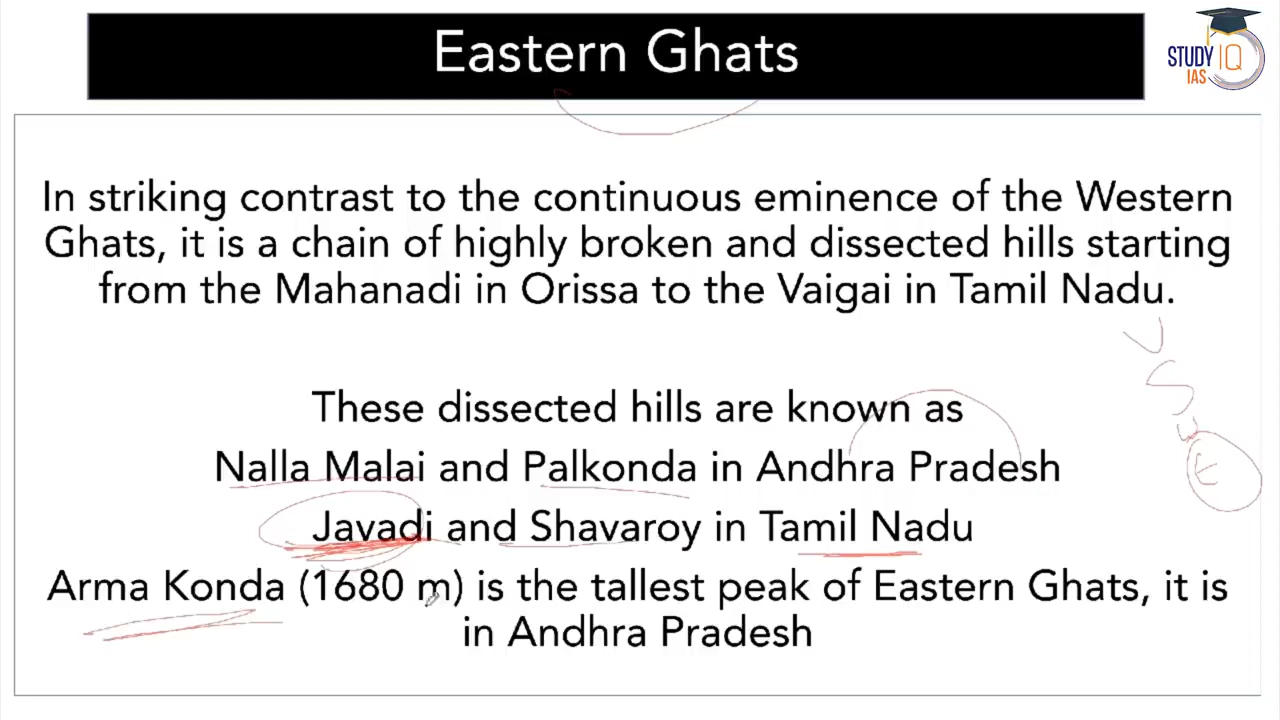 Eastern Ghats
STUDY IQ
IAS
In striking contrast to the continuous eminence of the Western
Ghats, it is a chain of highly broken and dissected hills starting
from the Mahanadi in Orissa to the Vaigai in Tamil Nadu.
These dissected hills are known as
Nalla Malai and Palkonda in Andhra Pradesh
Javadi and Shavaroy in Tamil Nadu
Arma Konda (1680 m) is the tallest peak of Eastern Ghats, it is
in Andhra Pradesh